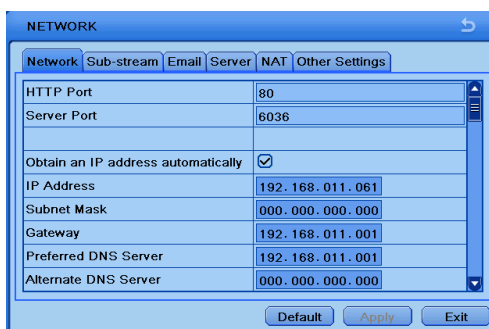 NETWORK
Network Sub-stream Email Server NAT Other Settings
HTTP Port 80
Server Port 6036
Obtain an IP address automatically
IP Address 192.168.011.061
Subnet Mask 000.000.000.000
Gateway 192.168.011.001
Preferred DNS Server 192.168.011.001
Alternate DNS Server 000.000.000.000
Default Apply Exit